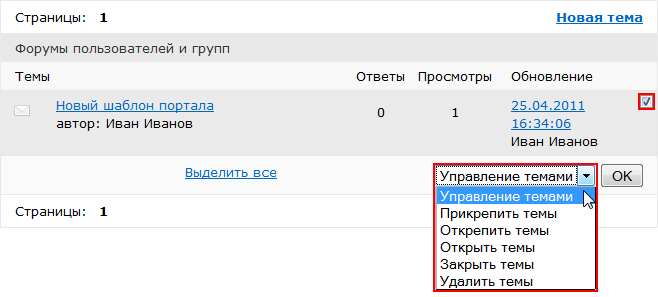 Страницы: 1 Новая тема
Форумы пользователей и групп
Темы Ответы Просмотры Обновление
Новый шаблон портала 0 1 25.04.2011
автор: Иван Иванов 16:34:06
Иван Иванов
Выделить все Управление темами OK
Управление темами
Прикрепить темы
Открепить темы
Открыть темы
Закрыть темы
Удалить темы
Страницы: 1